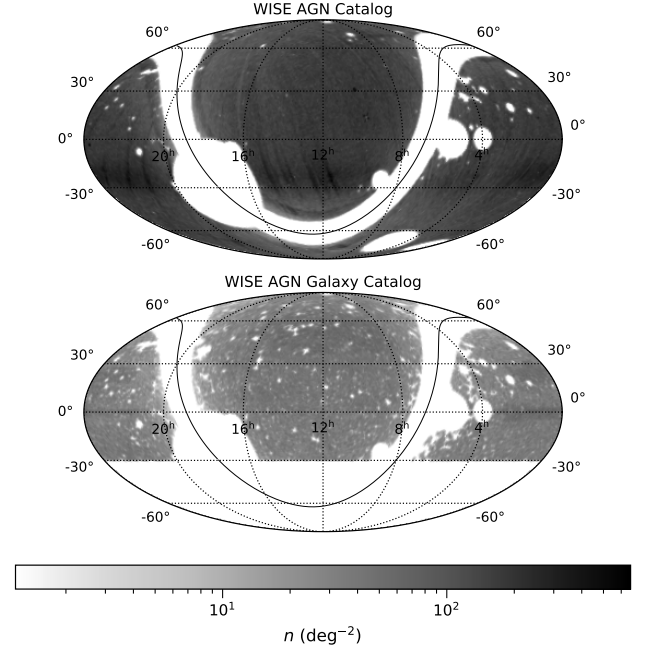 WISE AGN Catalog
60° 60°
30° 30°
0° 0°
20h 16h 12h 8h 4h
-30° -30°
-60° -60°
WISE AGN Galaxy Catalog
60° 60°
30° 30°
0° 0°
20h 16h 12h 8h 4h
-30° -30°
-60° -60°
10¹ 10²
n (deg⁻²)